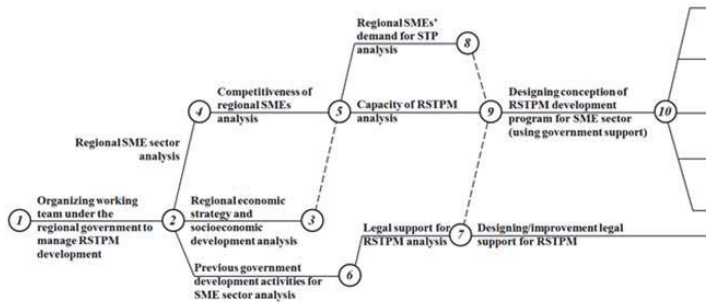 Regional SMEs'
demand for STP
analysis
8
4
Competitiveness of
regional SMEs
analysis
5
Capacity of RSTPM
analysis
9
Designing conception of
RSTPM development
program for SME sector
(using government support)
10
Regional SME sector
analysis
1
Organizing working
team under the
regional government to
manage RSTPM
development
2
Regional economic
strategy and
socioeconomic
development analysis
3
Legal support for
RSTPM analysis
7
Designing/improvement legal
support for RSTPM
Previous government
development activities for
SME sector analysis
6